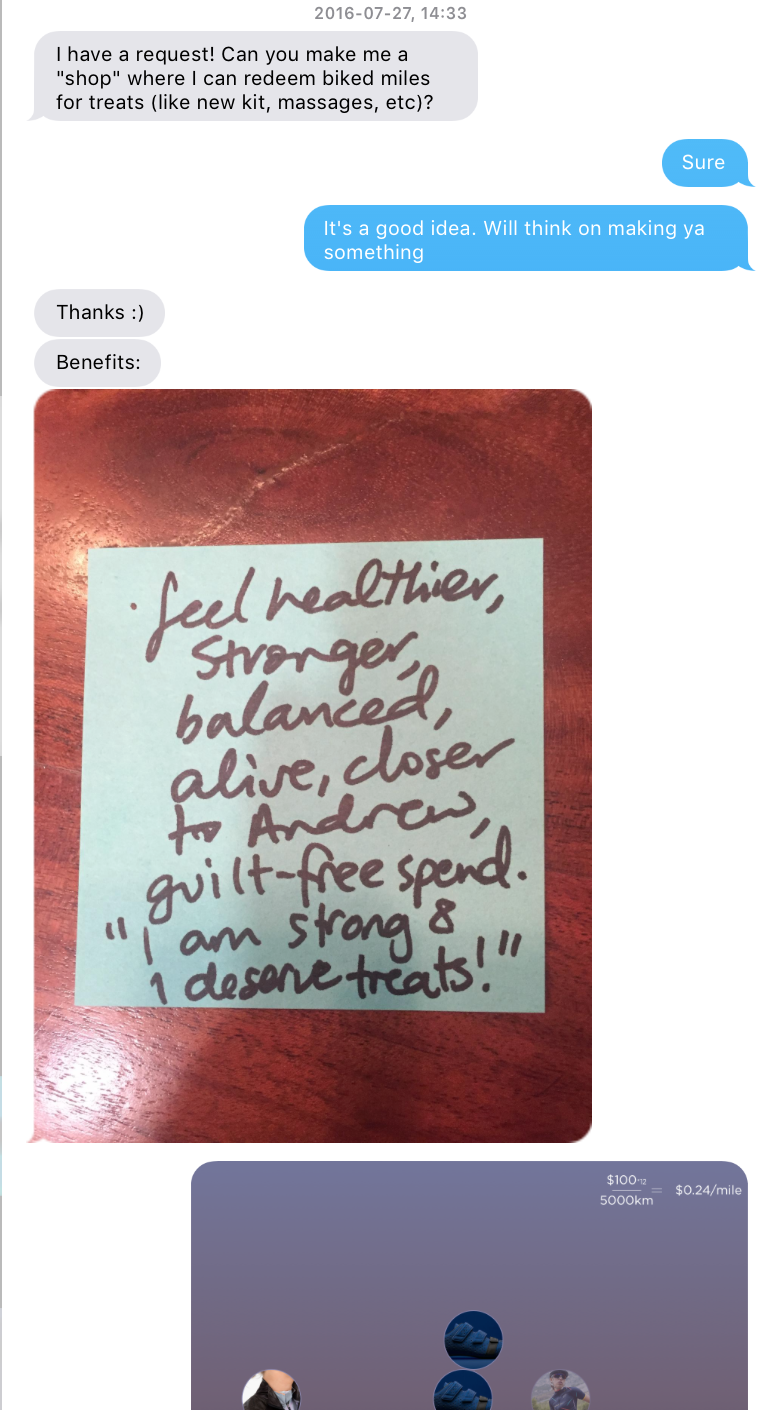 2016-07-27, 14:33
I have a request! Can you make me a
"shop" where I can redeem biked miles
for treats (like new kit, massages, etc)?
Sure
It's a good idea. Will think on making ya
something
Thanks :)
Benefits:
· feel healthier,
stronger,
balanced,
alive, closer
to Andrew,
guilt-free spend.
"I am strong &
I deserve treats!"
$100·12
5000km
= $0.24/mile